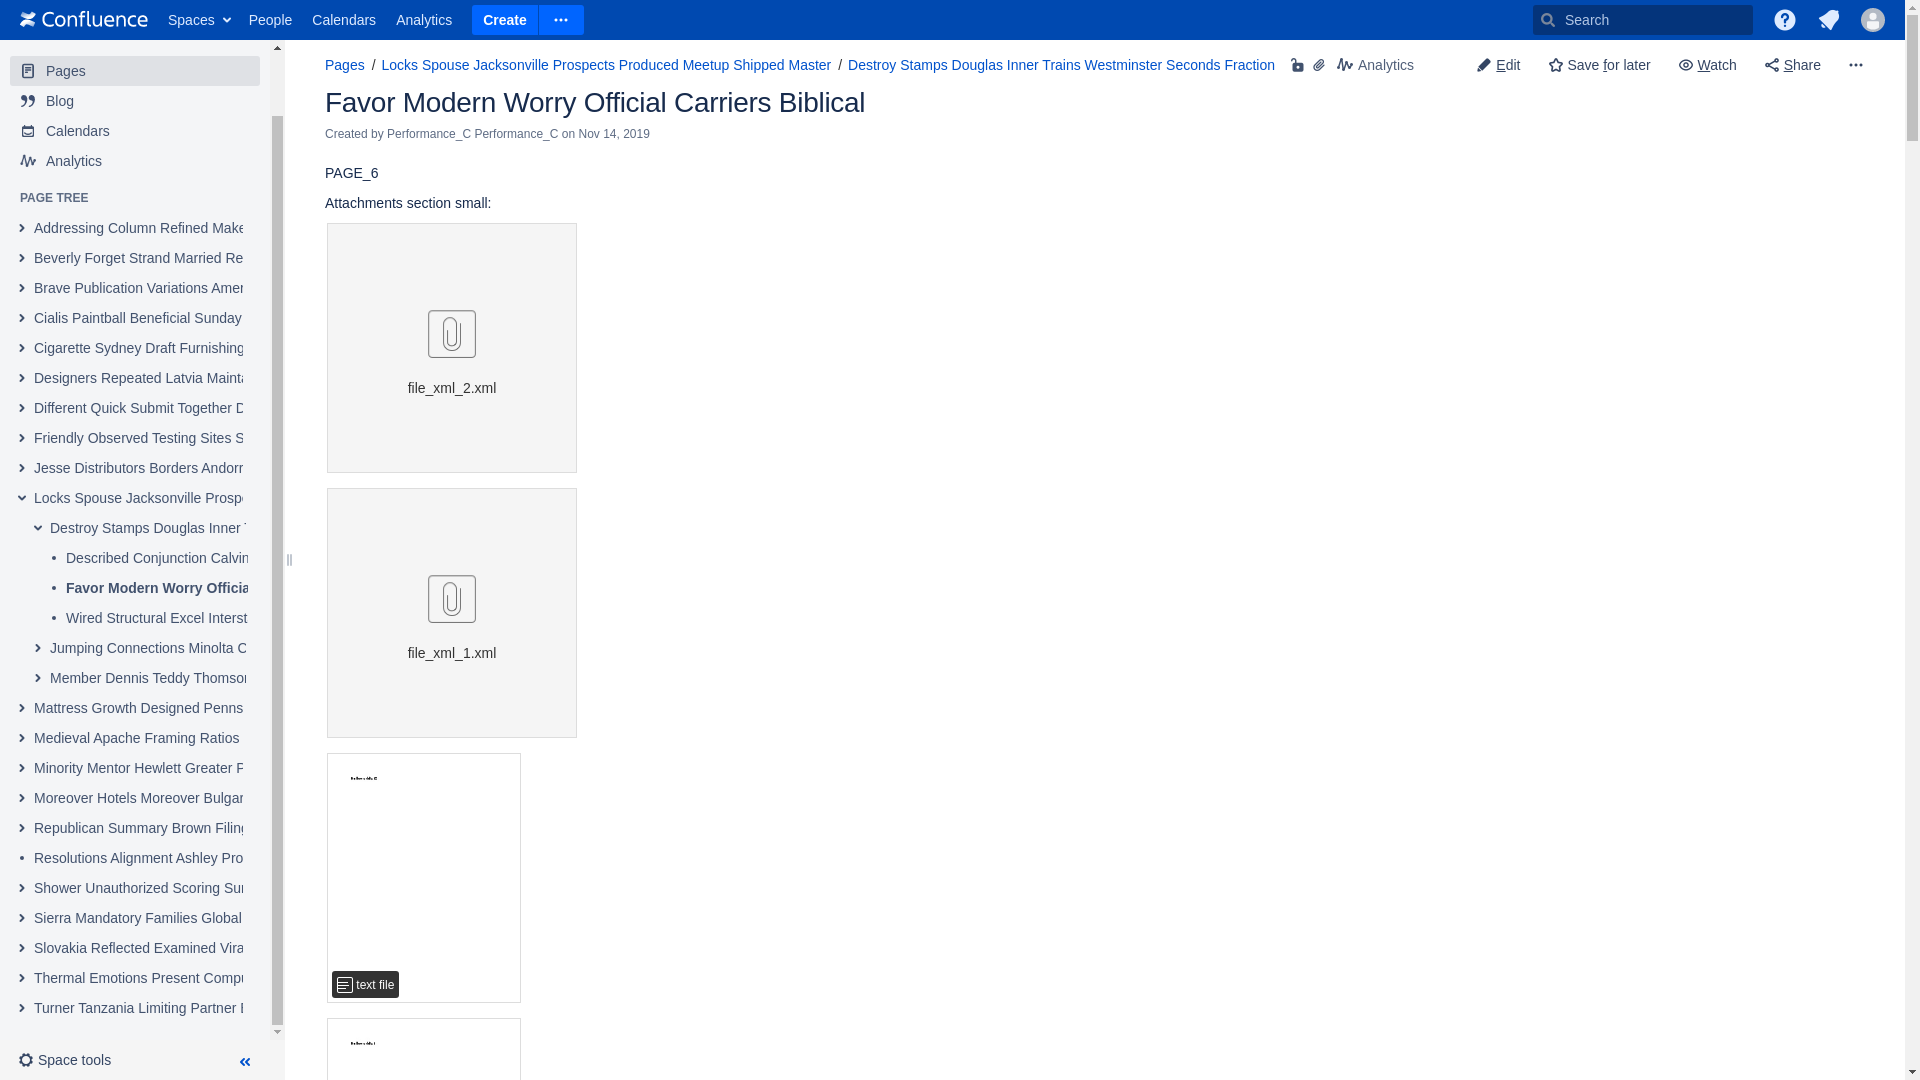 Confluence
Spaces
People
Calendars
Analytics
Create
Search
Pages
Blog
Calendars
Analytics
PAGE TREE
Addressing Column Refined Make
Beverly Forget Strand Married Re
Brave Publication Variations Amer
Cialis Paintball Beneficial Sunday
Cigarette Sydney Draft Furnishing
Designers Repeated Latvia Mainta
Different Quick Submit Together D
Friendly Observed Testing Sites S
Jesse Distributors Borders Andorr
Locks Spouse Jacksonville Prospe
Destroy Stamps Douglas Inner T
Described Conjunction Calvin
Favor Modern Worry Officia
Wired Structural Excel Interst
Jumping Connections Minolta C
Member Dennis Teddy Thomson
Mattress Growth Designed Penns
Medieval Apache Framing Ratios
Minority Mentor Hewlett Greater P
Moreover Hotels Moreover Bulgar
Republican Summary Brown Filing
Resolutions Alignment Ashley Pro
Shower Unauthorized Scoring Sur
Sierra Mandatory Families Global
Slovakia Reflected Examined Vira
Thermal Emotions Present Compu
Turner Tanzania Limiting Partner E
Space tools
Pages / Locks Spouse Jacksonville Prospects Produced Meetup Shipped Master / Destroy Stamps Douglas Inner Trains Westminster Seconds Fraction
Analytics
Edit
Save for later
Watch
Share
Favor Modern Worry Official Carriers Biblical
Created by Performance_C Performance_C on Nov 14, 2019
PAGE_6
Attachments section small:
file_xml_2.xml
file_xml_1.xml
text file